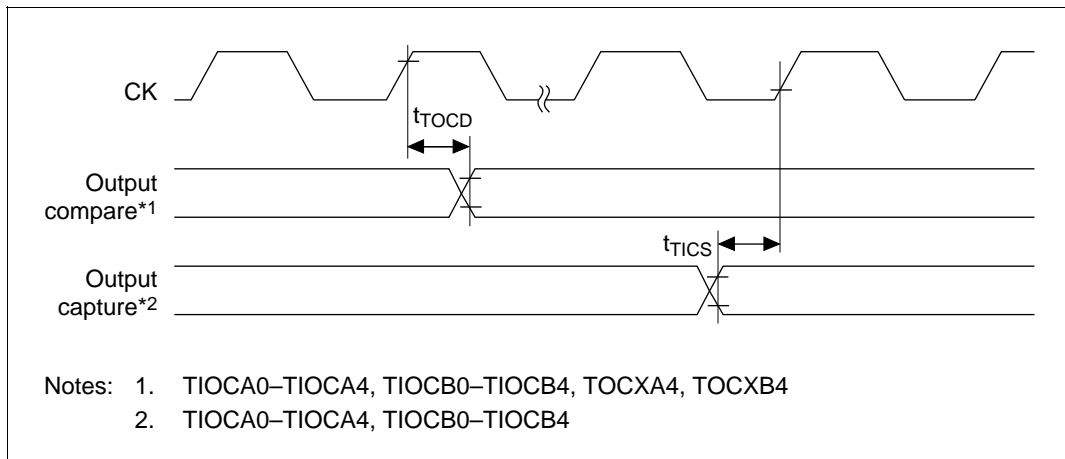 CK
tTOCD
Output
compare*1
tTICS
Output
capture*2
Notes: 1. TIOCA0–TIOCA4, TIOCB0–TIOCB4, TOCXA4, TOCXB4
2. TIOCA0–TIOCA4, TIOCB0–TIOCB4